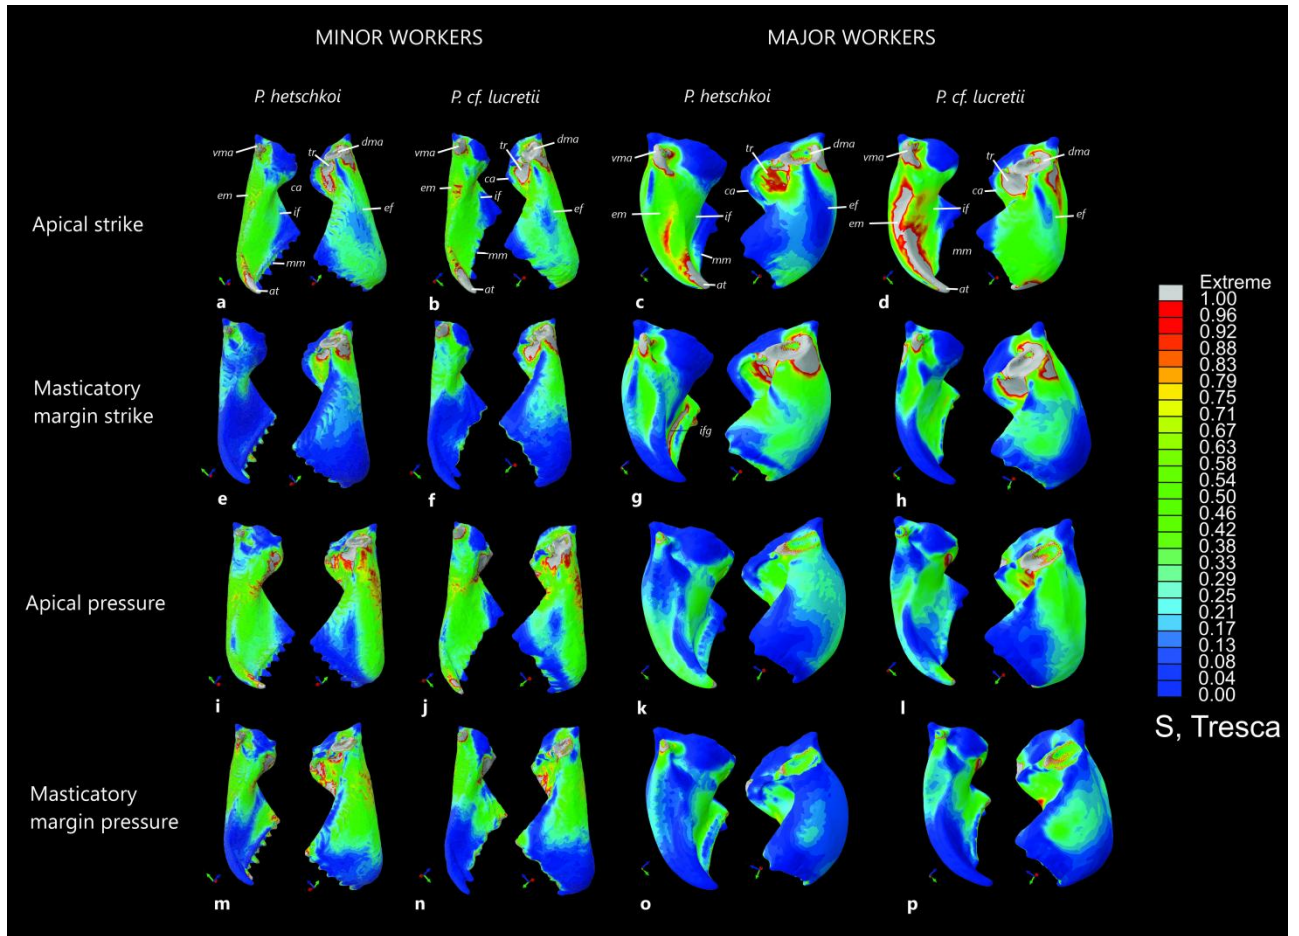 MINOR WORKERS MAJOR WORKERS
P. hetschkoi P. cf. lucretii P. hetschkoi P. cf. lucretii
vma tr dma ca em if ef mm at
vma tr dma ca em if ef mm at
vma tr dma ca em if ef mm at
vma tr dma ca em if ef mm at
Apical strike
a b c d
Masticatory
margin strike
ifg
e f g h
Apical pressure
i j k l
Masticatory
margin pressure
m n o p
Extreme
1.00
0.96
0.92
0.88
0.83
0.79
0.75
0.71
0.67
0.63
0.58
0.54
0.50
0.46
0.42
0.38
0.33
0.29
0.25
0.21
0.17
0.13
0.08
0.04
0.00
S, Tresca